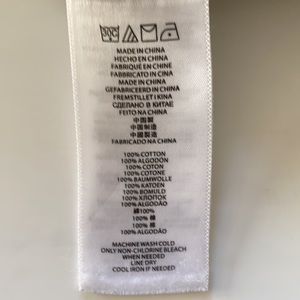 30C
MADE IN CHINA
HECHO EN CHINA
FABRIQUÉ EN CHINE
FABBRICATO IN CINA
MADE IN CHINA
GEFABRICEERD IN CHINA
FREMSTILLET I KINA
СДЕЛАНО В КИТАЕ
FEITO NA CHINA
中國製
中国制造
中国製造
FABRICADO NA CHINA
100% COTTON
100% ALGODÓN
100% COTON
100% COTONE
100% BAUMWOLLE
100% KATOEN
100% BOMULD
100% ХЛОПОК
100% ALGODÃO
綿100%
100% 棉
100% 棉
100% ALGODÃO
MACHINE WASH COLD
ONLY NON-CHLORINE BLEACH
WHEN NEEDED
LINE DRY
COOL IRON IF NEEDED